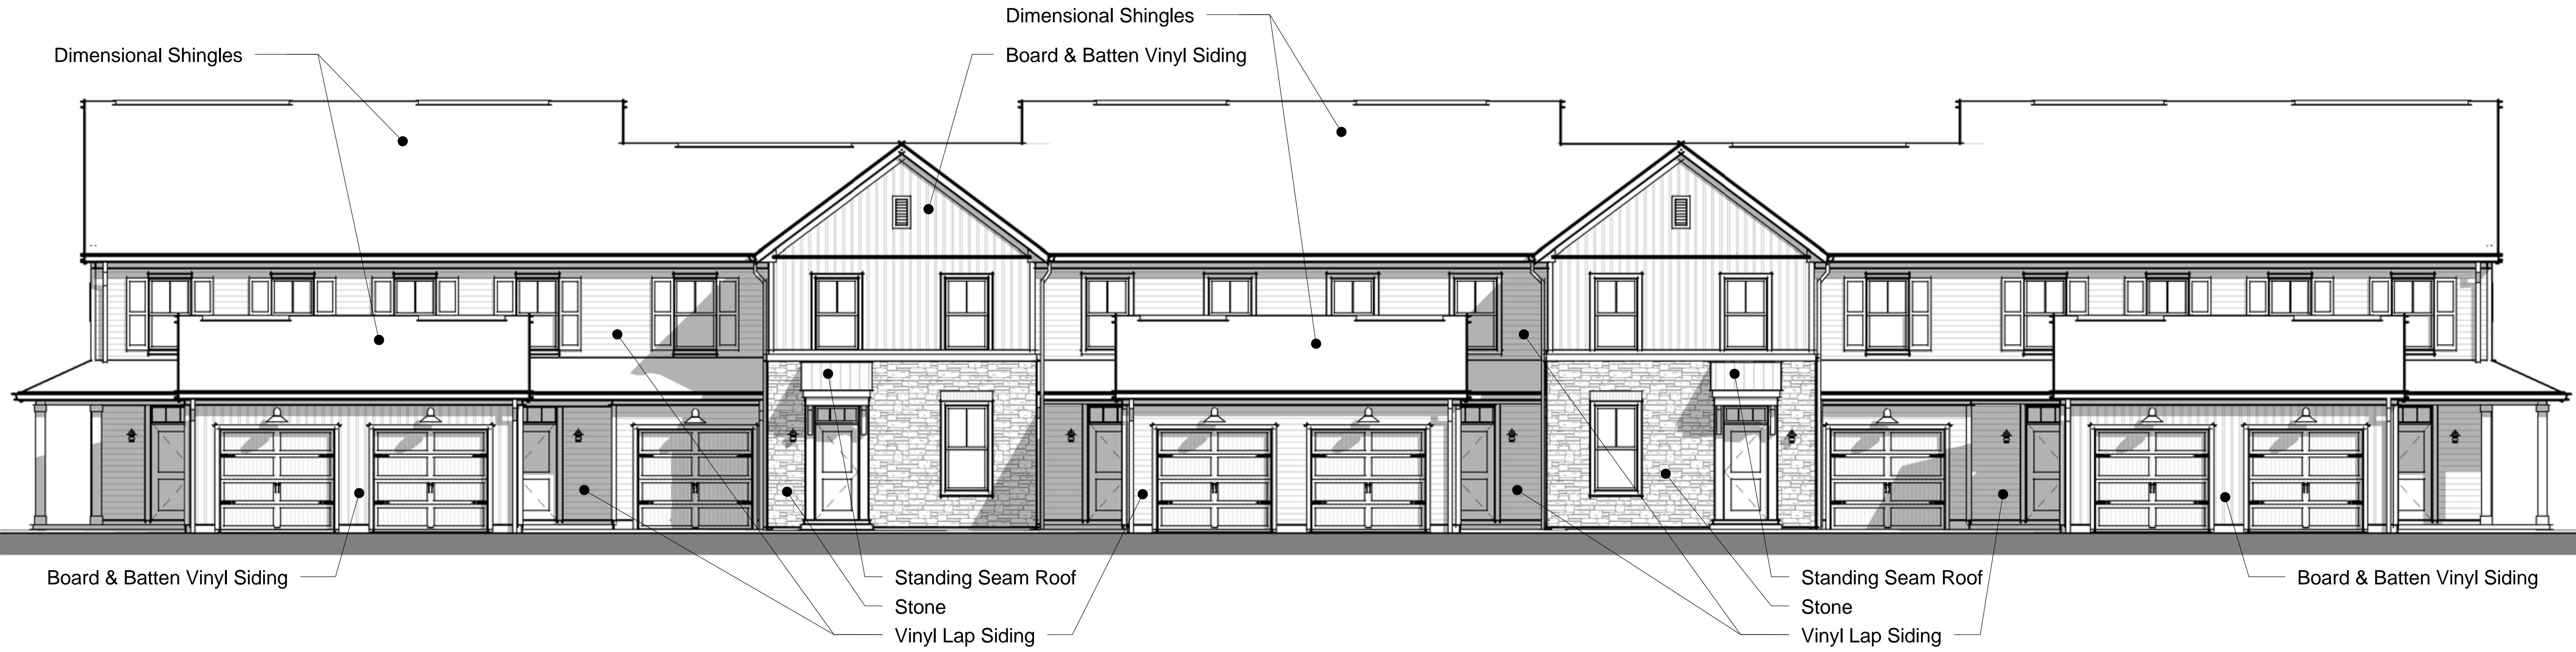 Dimensional Shingles
Dimensional Shingles
Board & Batten Vinyl Siding
Board & Batten Vinyl Siding
Standing Seam Roof
Stone
Vinyl Lap Siding
Standing Seam Roof
Stone
Vinyl Lap Siding
Board & Batten Vinyl Siding